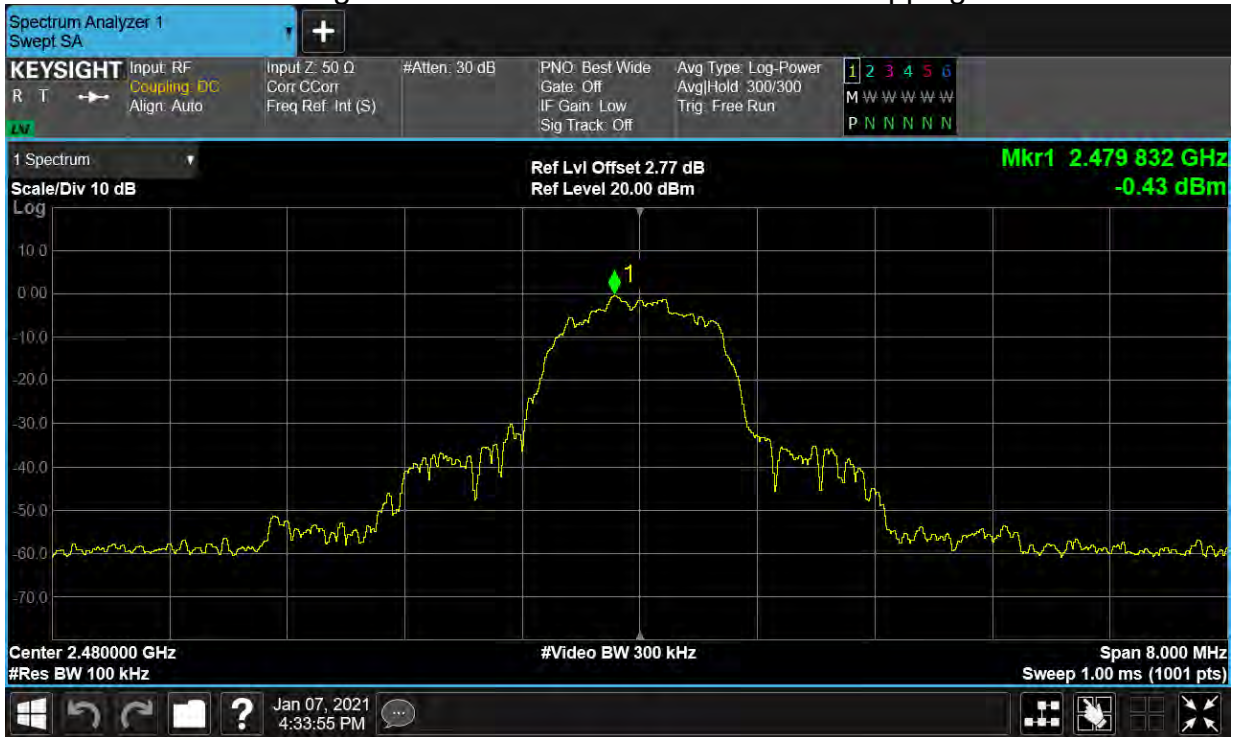 Spectrum Analyzer 1
Swept SA
+
KEYSIGHT Input: RF Input Z: 50 Ω #Atten: 30 dB PNO: Best Wide Avg Type: Log-Power 1 2 3 4 5 6
R T Coupling: DC Corr CCorr Gate: Off Avg|Hold: 300/300 M W W W W W W
Align: Auto Freq Ref: Int (S) IF Gain: Low Trig: Free Run
Sig Track: Off P N N N N N N
1 Spectrum
Ref Lvl Offset 2.77 dB Mkr1 2.479 832 GHz
Scale/Div 10 dB Ref Level 20.00 dBm -0.43 dBm
Log
10.0
1
0.00
-10.0
-20.0
-30.0
-40.0
-50.0
-60.0
-70.0
Center 2.480000 GHz #Video BW 300 kHz Span 8.000 MHz
#Res BW 100 kHz Sweep 1.00 ms (1001 pts)
? Jan 07, 2021
4:33:55 PM